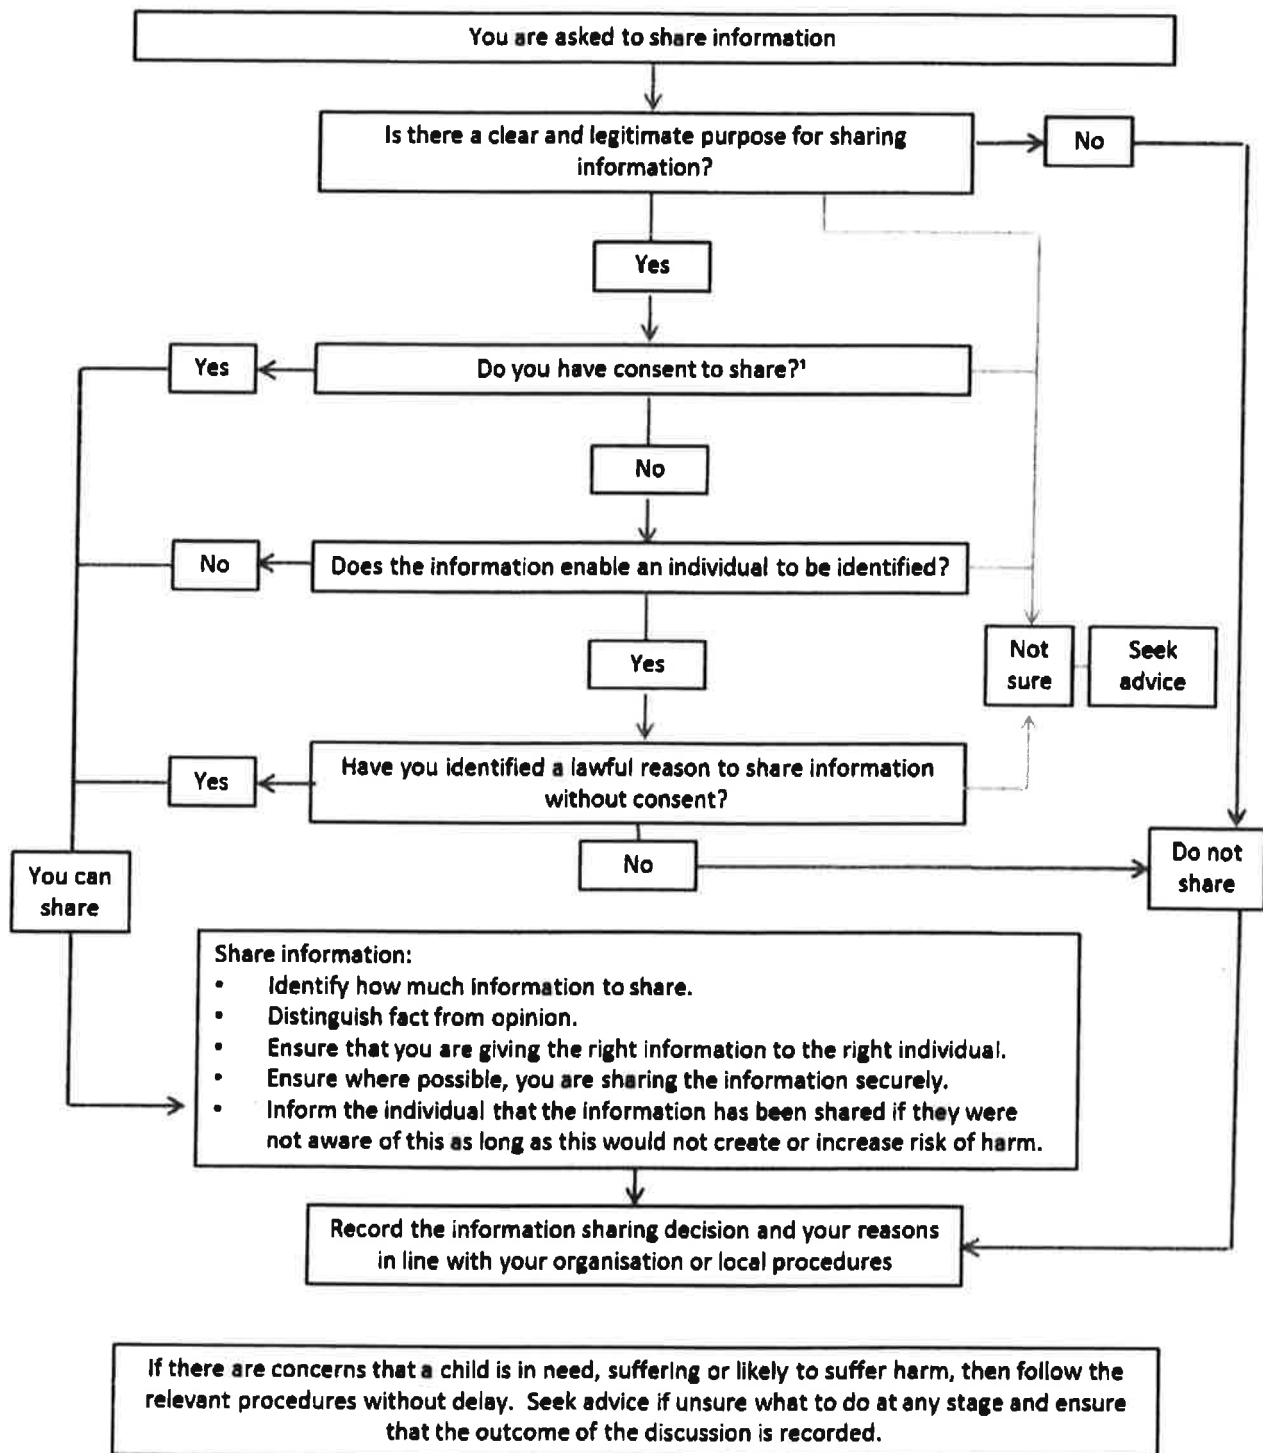 You are asked to share information
Is there a clear and legitimate purpose for sharing
information?
No
Yes
Yes
Do you have consent to share?¹
No
No
Does the information enable an individual to be identified?
Yes
Not
sure
Seek
advice
Yes
Have you identified a lawful reason to share information
without consent?
No
Do not
share
You can
share
Share information:
• Identify how much information to share.
• Distinguish fact from opinion.
• Ensure that you are giving the right information to the right individual.
• Ensure where possible, you are sharing the information securely.
• Inform the individual that the information has been shared if they were
not aware of this as long as this would not create or increase risk of harm.
Record the information sharing decision and your reasons
in line with your organisation or local procedures
If there are concerns that a child is in need, suffering or likely to suffer harm, then follow the
relevant procedures without delay. Seek advice if unsure what to do at any stage and ensure
that the outcome of the discussion is recorded.